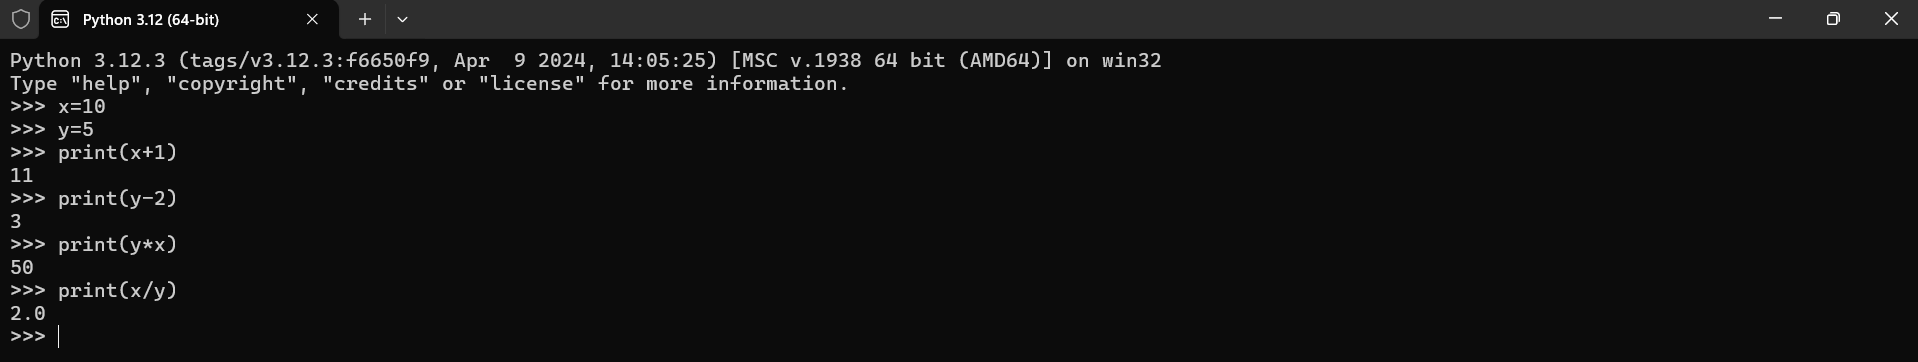 Python 3.12 (64-bit)
Python 3.12.3 (tags/v3.12.3:f6650f9, Apr  9 2024, 14:05:25) [MSC v.1938 64 bit (AMD64)] on win32
Type "help", "copyright", "credits" or "license" for more information.
>>> x=10
>>> y=5
>>> print(x+1)
11
>>> print(y-2)
3
>>> print(y*x)
50
>>> print(x/y)
2.0
>>>